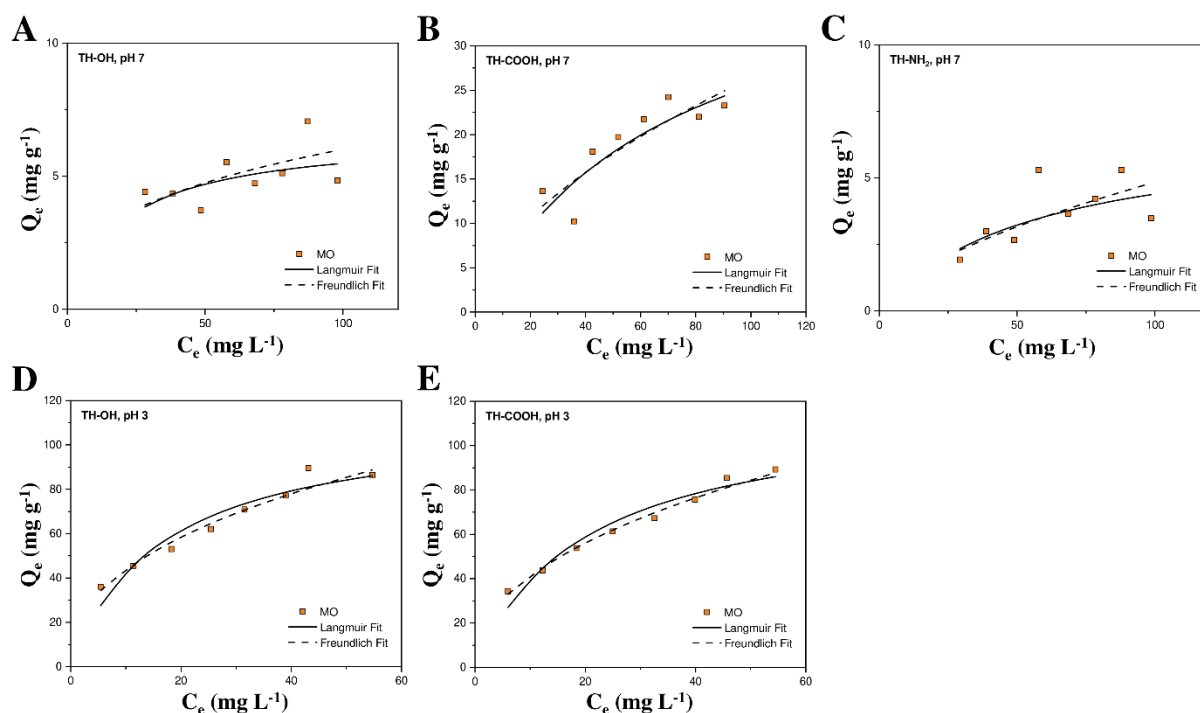 A
TH-OH, pH 7
10
5
0
0
50
100
Qe (mg g-1)
Ce (mg L-1)
MO
Langmuir Fit
Freundlich Fit
B
TH-COOH, pH 7
30
25
20
15
10
5
0
0
20
40
60
80
100
120
Qe (mg g-1)
Ce (mg L-1)
MO
Langmuir Fit
Freundlich Fit
C
TH-NH2, pH 7
10
5
0
0
50
100
Qe (mg g-1)
Ce (mg L-1)
MO
Langmuir Fit
Freundlich Fit
D
TH-OH, pH 3
120
100
80
60
40
20
0
0
20
40
60
Qe (mg g-1)
Ce (mg L-1)
MO
Langmuir Fit
Freundlich Fit
E
TH-COOH, pH 3
120
100
80
60
40
20
0
0
20
40
60
Qe (mg g-1)
Ce (mg L-1)
MO
Langmuir Fit
Freundlich Fit